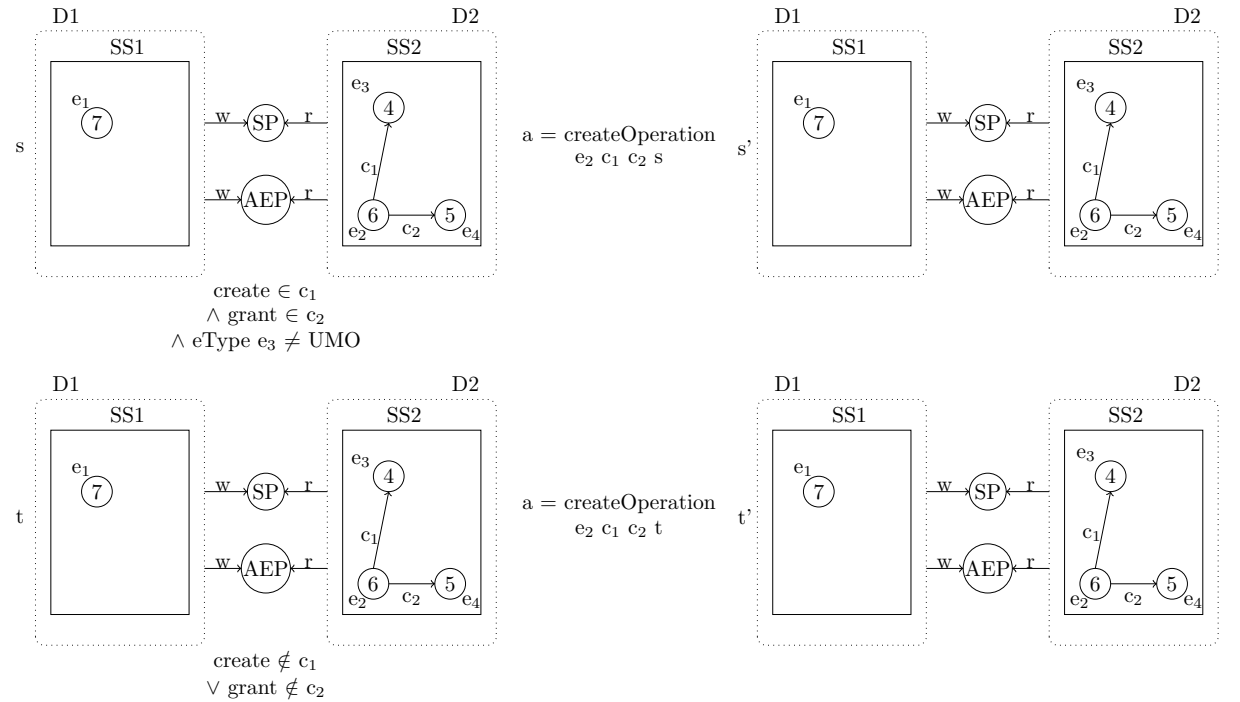 D1
D2
D1
D2
SS1
SS2
SS1
SS2
e₁
7
w
SP
r
e₃
4
c₁
w
AEP
r
6
e₂
c₂
5
e₄
s
a = createOperation
e₂ c₁ c₂ s
s'
e₁
7
w
SP
r
e₃
4
c₁
w
AEP
r
6
e₂
c₂
5
e₄
create ∈ c₁
∧ grant ∈ c₂
∧ eType e₃ ≠ UMO
D1
D2
D1
D2
SS1
SS2
SS1
SS2
e₁
7
w
SP
r
e₃
4
c₁
w
AEP
r
6
e₂
c₂
5
e₄
t
a = createOperation
e₂ c₁ c₂ t
t'
e₁
7
w
SP
r
e₃
4
c₁
w
AEP
r
6
e₂
c₂
5
e₄
create ∉ c₁
∨ grant ∉ c₂